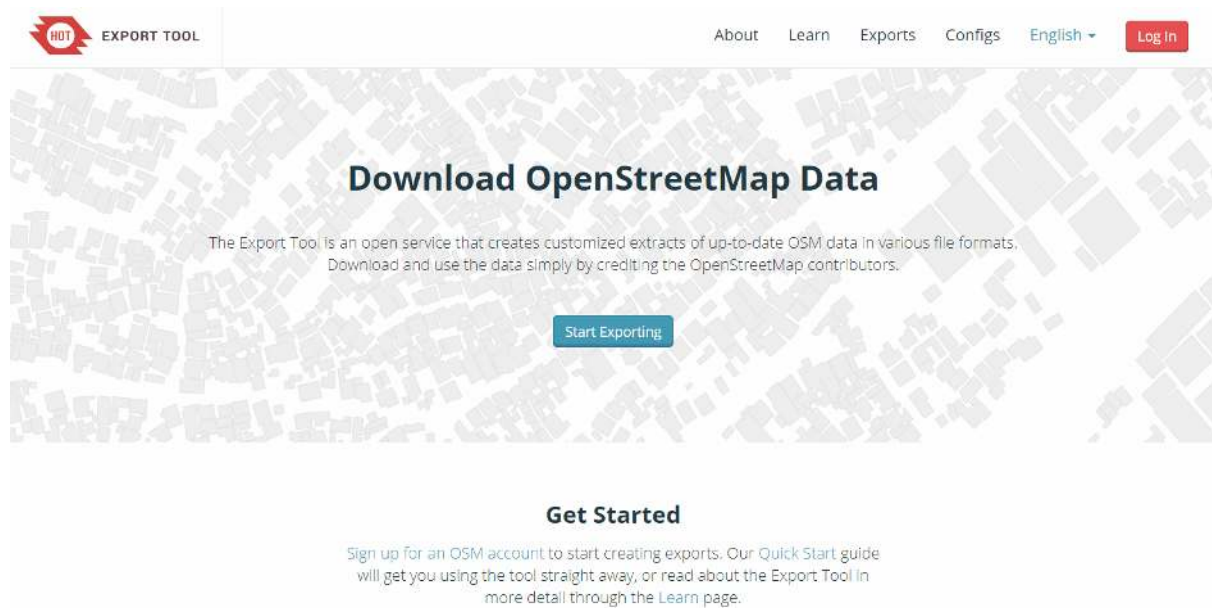 HOT EXPORT TOOL About Learn Exports Configs English Log In
Download OpenStreetMap Data
The Export Tool is an open service that creates customized extracts of up-to-date OSM data in various file formats.
Download and use the data simply by crediting the OpenStreetMap contributors.
Start Exporting
Get Started
Sign up for an OSM account to start creating exports. Our Quick Start guide
will get you using the tool straight away, or read about the Export Tool in
more detail through the Learn page.